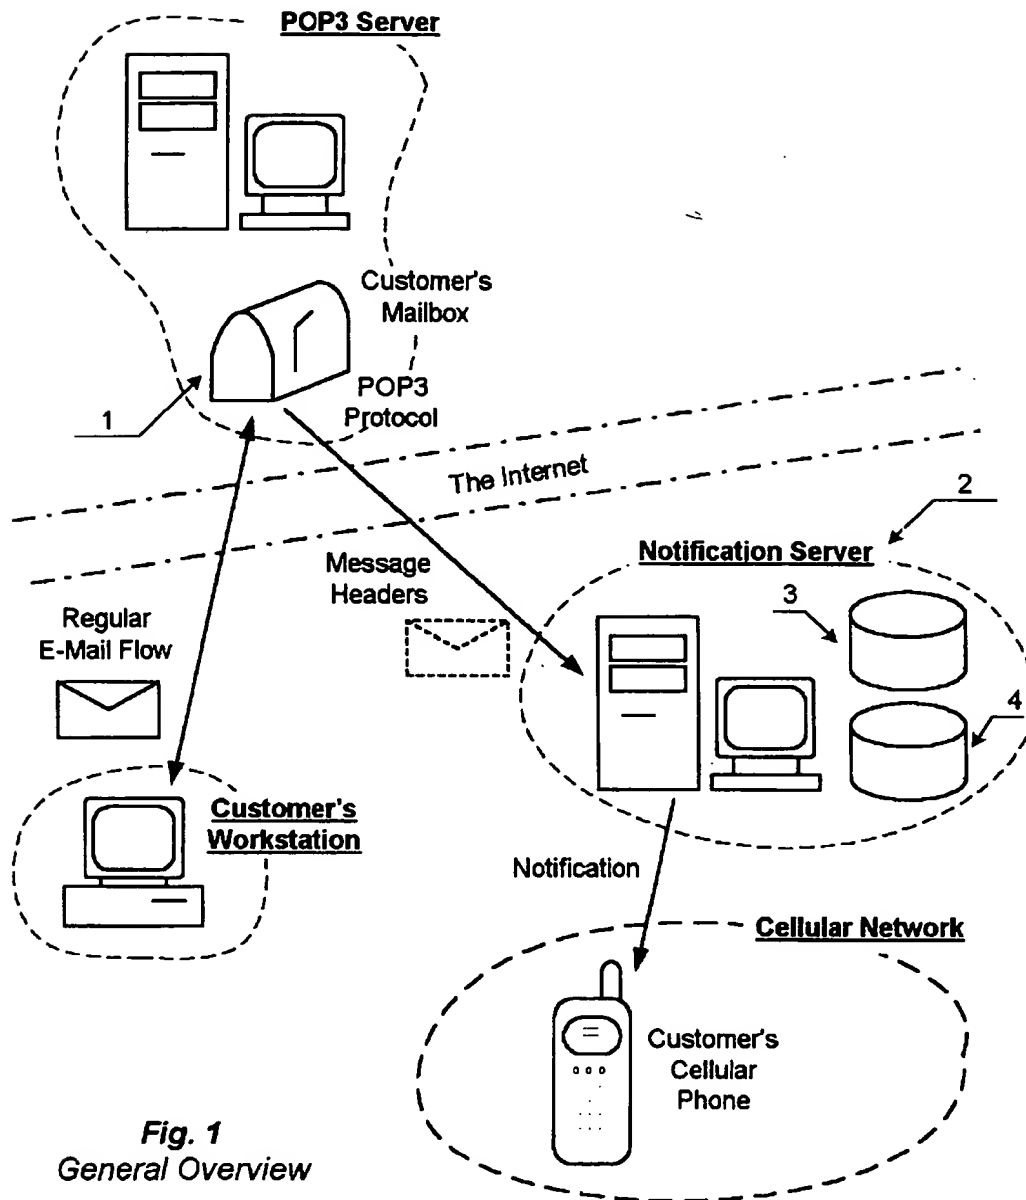 POP3 Server
Customer's
Mailbox
POP3
Protocol
1
The Internet
2
Notification Server
Message
Headers
3
Regular
E-Mail Flow
4
Customer's
Workstation
Notification
Cellular Network
Customer's
Cellular
Phone
Fig. 1
General Overview